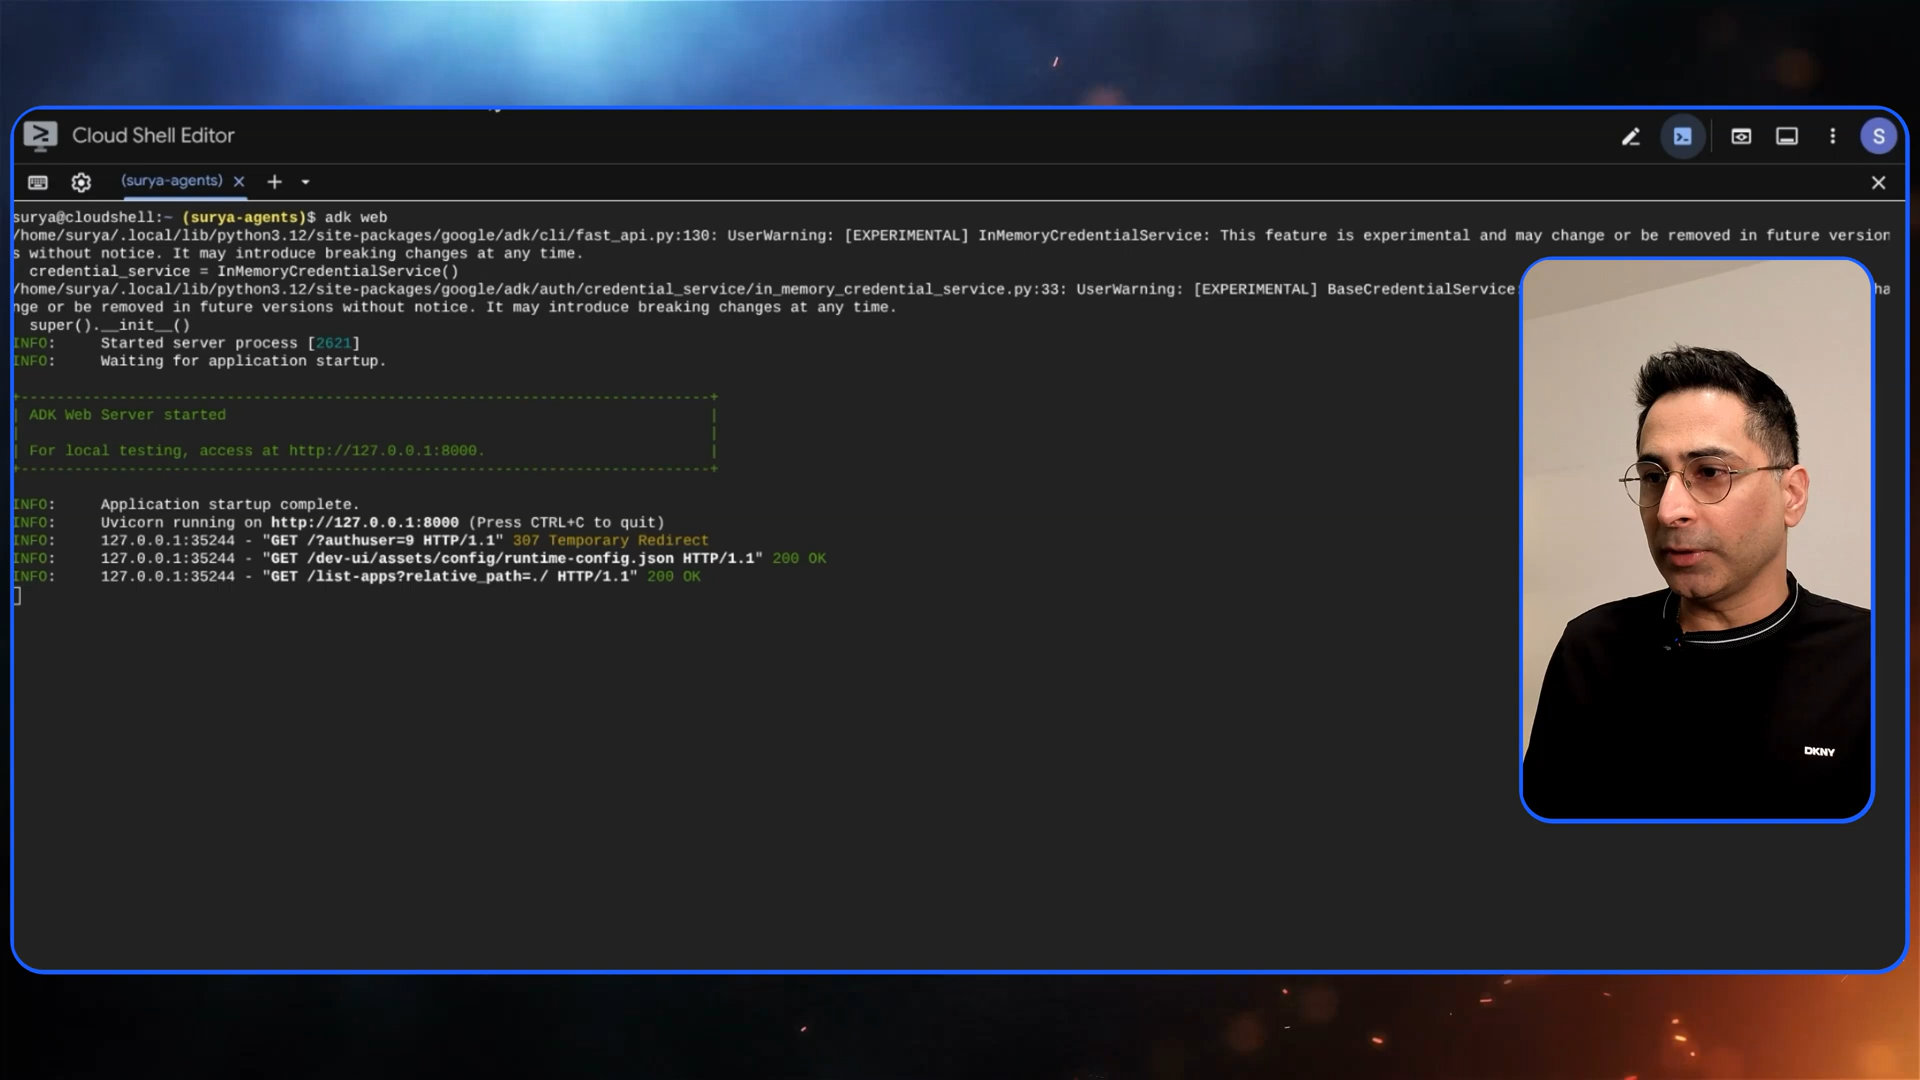 Cloud Shell Editor
S
(surya-agents)
surya@cloudshell:~ (surya-agents)$ adk web
/home/surya/.local/lib/python3.12/site-packages/google/adk/cli/fast_api.py:130: UserWarning: [EXPERIMENTAL] InMemoryCredentialService: This feature is experimental and may change or be removed in future version
s without notice. It may introduce breaking changes at any time.
credential_service = InMemoryCredentialService()
/home/surya/.local/lib/python3.12/site-packages/google/adk/auth/credential_service/in_memory_credential_service.py:33: UserWarning: [EXPERIMENTAL] BaseCredentialService: ha
nge or be removed in future versions without notice. It may introduce breaking changes at any time.
super().__init__()
INFO: Started server process [2621]
INFO: Waiting for application startup.
+-----------------------------------------------------------------------------+
| ADK Web Server started |
| |
| For local testing, access at http://127.0.0.1:8000. |
+-----------------------------------------------------------------------------+
INFO: Application startup complete.
INFO: Uvicorn running on http://127.0.0.1:8000 (Press CTRL+C to quit)
INFO: 127.0.0.1:35244 - "GET /?authuser=9 HTTP/1.1" 307 Temporary Redirect
INFO: 127.0.0.1:35244 - "GET /dev-ui/assets/config/runtime-config.json HTTP/1.1" 200 OK
INFO: 127.0.0.1:35244 - "GET /list-apps?relative_path=./ HTTP/1.1" 200 OK
DKNY